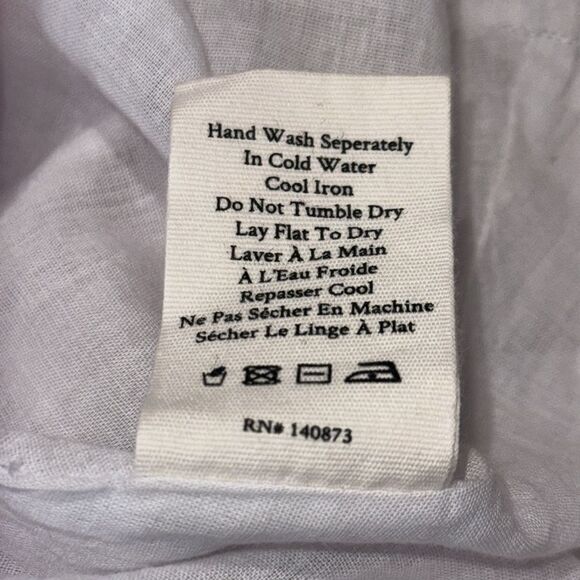 Hand Wash Seperately
In Cold Water
Cool Iron
Do Not Tumble Dry
Lay Flat To Dry
Laver À La Main
À L'Eau Froide
Repasser Cool
Ne Pas Sécher En Machine
Sécher Le Linge À Plat
RN# 140873